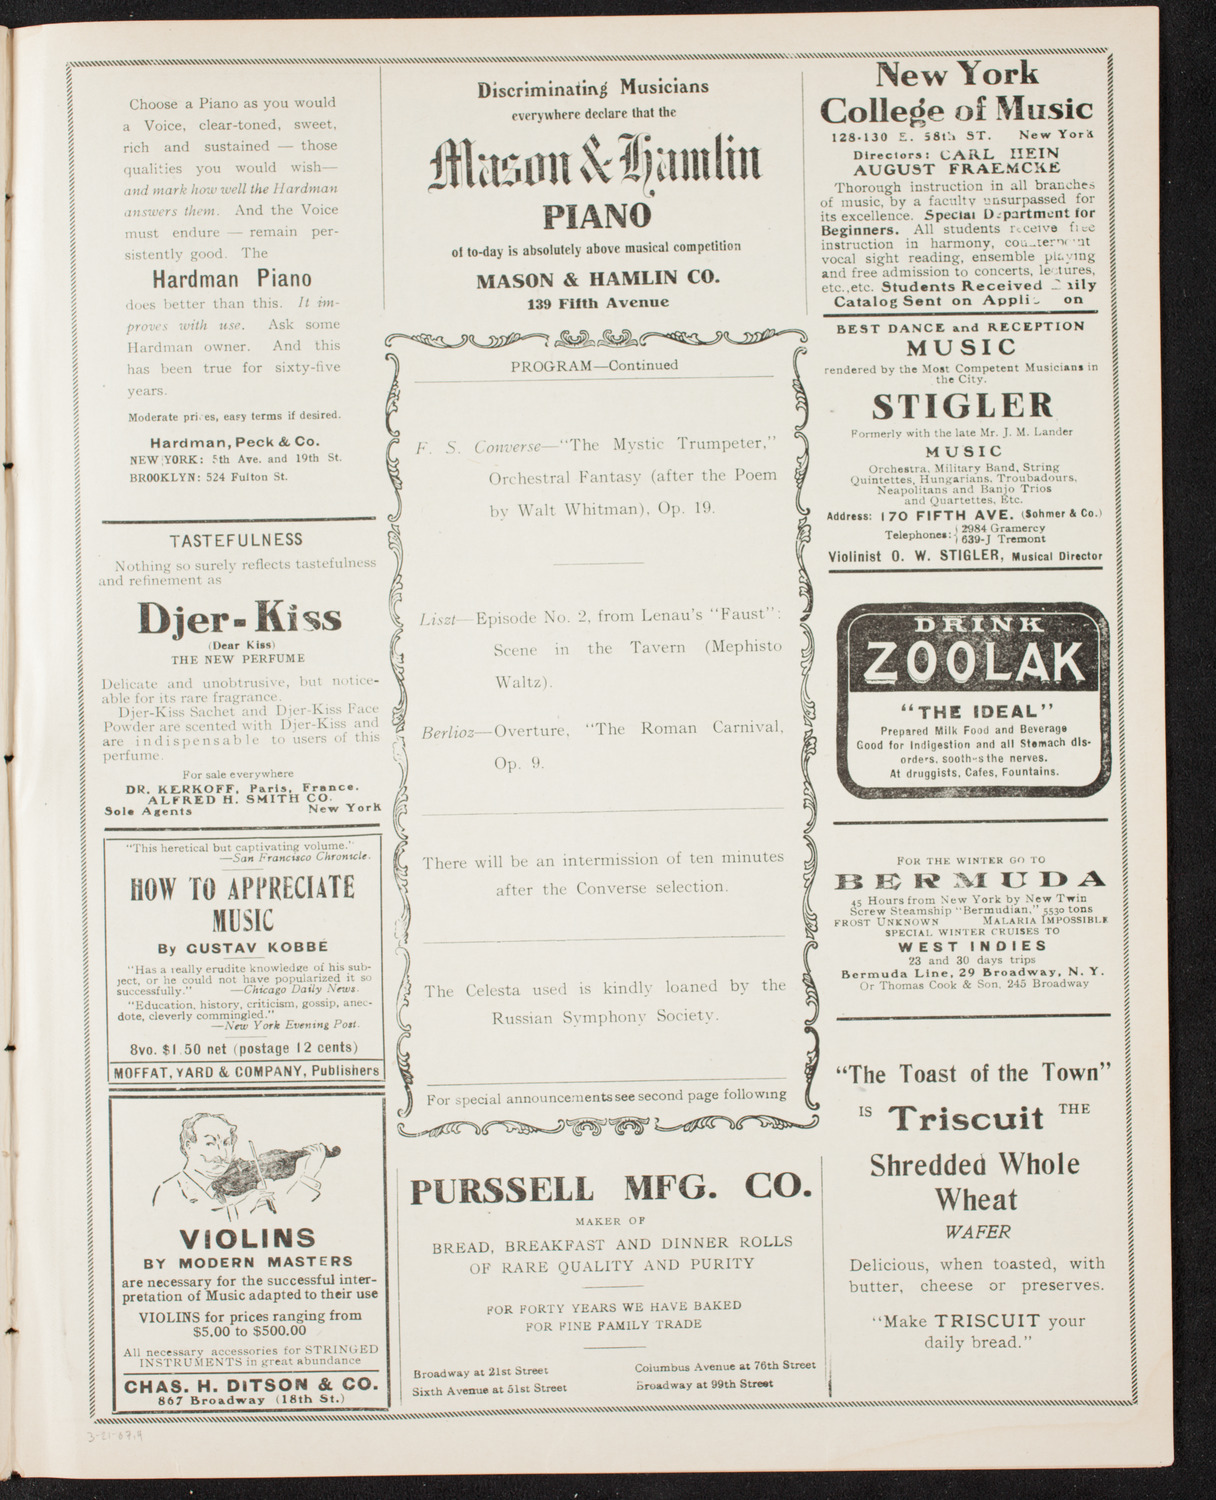 Choose a Piano as you would
a Voice, clear-toned, sweet,
rich and sustained — those
qualities you would wish—
and mark how well the Hardman
answers them. And the Voice
must endure — remain per-
sistently good. The
Hardman Piano
does better than this. It im-
proves with use. Ask some
Hardman owner. And this
has been true for sixty-five
years.
Moderate prices, easy terms if desired.
Hardman, Peck & Co.
NEW YORK: 5th Ave. and 19th St.
BROOKLYN: 524 Fulton St.
TASTEFULNESS
Nothing so surely reflects tastefulness
and refinement as
Djer-Kiss
(Dear Kiss)
THE NEW PERFUME
Delicate and unobtrusive, but notice-
able for its rare fragrance.
Djer-Kiss Sachet and Djer-Kiss Face
Powder are scented with Djer-Kiss and
are indispensable to users of this
perfume.
For sale everywhere
DR. KERKOFF, Paris, France.
ALFRED H. SMITH CO.
Sole Agents New York
"This heretical but captivating volume."
—San Francisco Chronicle.
HOW TO APPRECIATE
MUSIC
By GUSTAV KOBBÉ
"Has a really erudite knowledge of his sub-
ject, or he could not have popularized it so
successfully." —Chicago Daily News.
"Education, history, criticism, gossip, anec-
dote, cleverly commingled."
—New York Evening Post.
8vo. $1.50 net (postage 12 cents)
MOFFAT, YARD & COMPANY, Publishers
VIOLINS
BY MODERN MASTERS
are necessary for the successful inter-
pretation of Music adapted to their use
VIOLINS for prices ranging from
$5.00 to $500.00
All necessary accessories for STRINGED
INSTRUMENTS in great abundance
CHAS. H. DITSON & CO.
867 Broadway (18th St.)
Discriminating Musicians
everywhere declare that the
Mason & Hamlin
PIANO
of to-day is absolutely above musical competition
MASON & HAMLIN CO.
139 Fifth Avenue
PROGRAM—Continued
F. S. Converse—"The Mystic Trumpeter,"
Orchestral Fantasy (after the Poem
by Walt Whitman), Op. 19.
Liszt—Episode No. 2, from Lenau's "Faust":
Scene in the Tavern (Mephisto
Waltz).
Berlioz—Overture, "The Roman Carnival,
Op. 9.
There will be an intermission of ten minutes
after the Converse selection.
The Celesta used is kindly loaned by the
Russian Symphony Society.
For special announcements see second page following
PURSSELL MFG. CO.
MAKER OF
BREAD, BREAKFAST AND DINNER ROLLS
OF RARE QUALITY AND PURITY
FOR FORTY YEARS WE HAVE BAKED
FOR FINE FAMILY TRADE
Broadway at 21st Street Columbus Avenue at 76th Street
Sixth Avenue at 51st Street Broadway at 99th Street
New York
College of Music
128-130 E. 58th ST. New York
Directors: CARL HEIN
AUGUST FRAEMCKE
Thorough instruction in all branches
of music, by a faculty unsurpassed for
its excellence. Special Department for
Beginners. All students receive free
instruction in harmony, counterpoint
vocal sight reading, ensemble playing
and free admission to concerts, lectures,
etc., etc. Students Received Daily
Catalog Sent on Application
BEST DANCE and RECEPTION
MUSIC
rendered by the Most Competent Musicians in
the City.
STIGLER
Formerly with the late Mr. J. M. Lander
MUSIC
Orchestra, Military Band, String
Quintettes, Hungarians, Troubadours,
Neapolitans and Banjo Trios
and Quartettes, Etc.
Address: 170 FIFTH AVE. (Sohmer & Co.)
Telephones: 2984 Gramercy
639-J Tremont
Violinist O. W. STIGLER, Musical Director
DRINK
ZOOLAK
"THE IDEAL"
Prepared Milk Food and Beverage
Good for Indigestion and all Stomach dis-
orders, soothes the nerves.
At druggists, Cafes, Fountains.
FOR THE WINTER GO TO
BERMUDA
45 Hours from New York by New Twin
Screw Steamship "Bermudian," 5530 tons
FROST UNKNOWN MALARIA IMPOSSIBLE
SPECIAL WINTER CRUISES TO
WEST INDIES
23 and 30 days trips
Bermuda Line, 29 Broadway, N. Y.
Or Thomas Cook & Son, 245 Broadway
"The Toast of the Town"
IS Triscuit THE
Shredded Whole
Wheat
WAFER
Delicious, when toasted, with
butter, cheese or preserves.
"Make TRISCUIT your
daily bread."
3-21-07.9